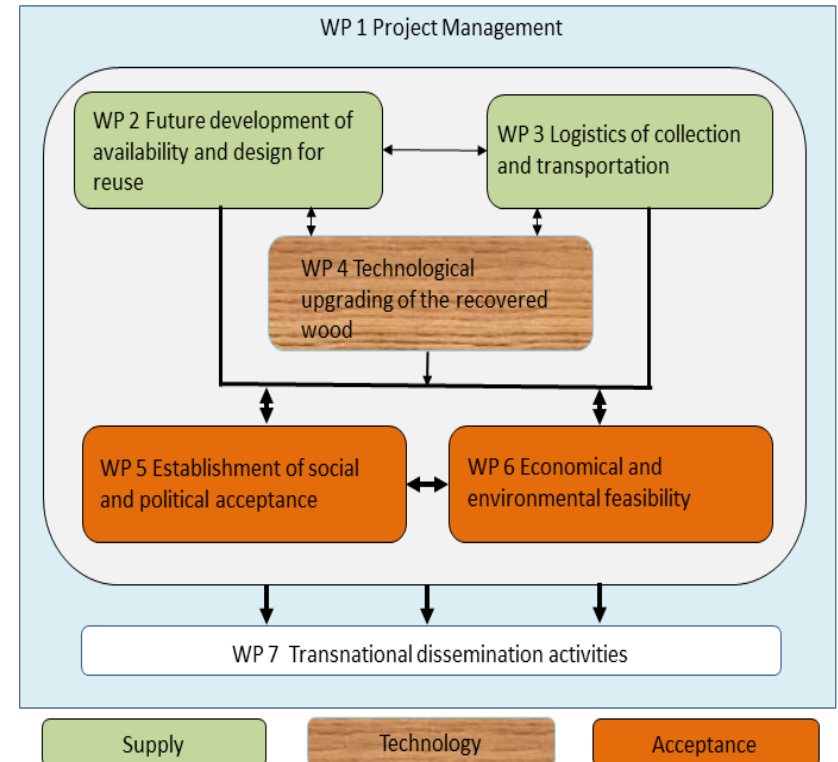 WP 1 Project Management
WP 2 Future development of
availability and design for
reuse
WP 3 Logistics of collection
and transportation
WP 4 Technological
upgrading of the recovered
wood
WP 5 Establishment of social
and political acceptance
WP 6 Economical and
environmental feasibility
WP 7 Transnational dissemination activities
Supply
Technology
Acceptance